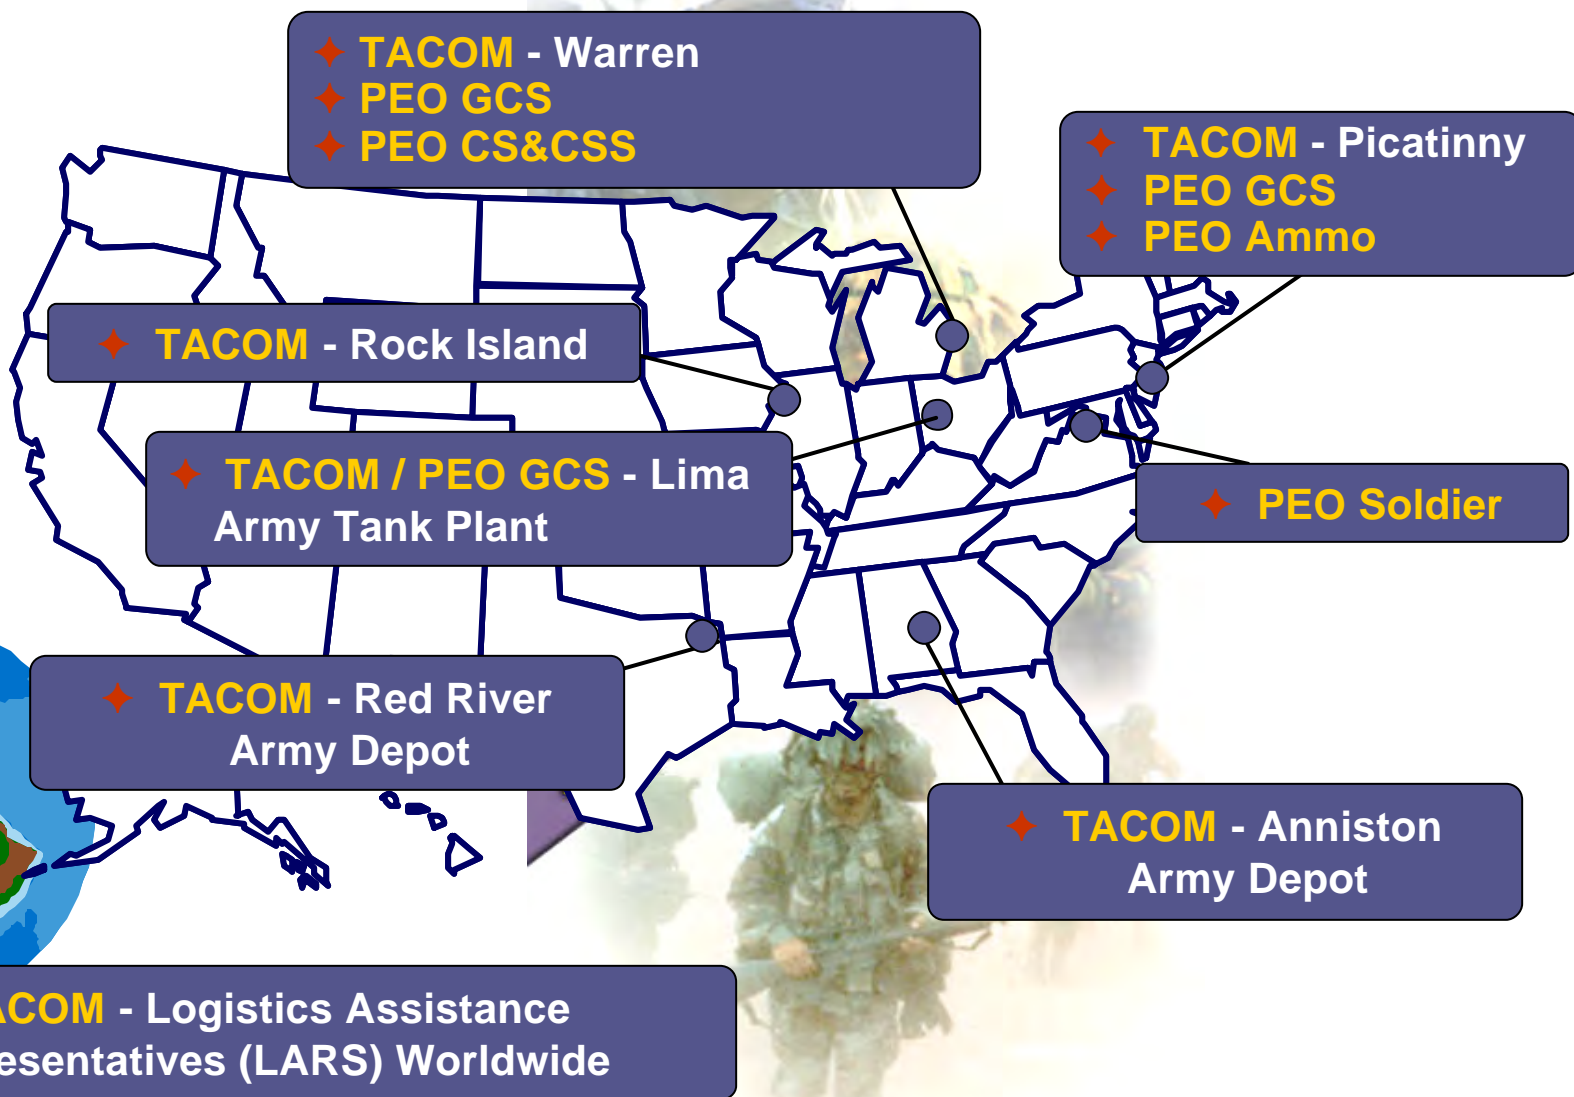 TACOM - Warren
PEO GCS
PEO CS&CSS
TACOM - Picatinny
PEO GCS
PEO Ammo
TACOM - Rock Island
TACOM / PEO GCS - Lima
Army Tank Plant
PEO Soldier
TACOM - Red River
Army Depot
TACOM - Anniston
Army Depot
ACOM - Logistics Assistance
esentatives (LARS) Worldwide